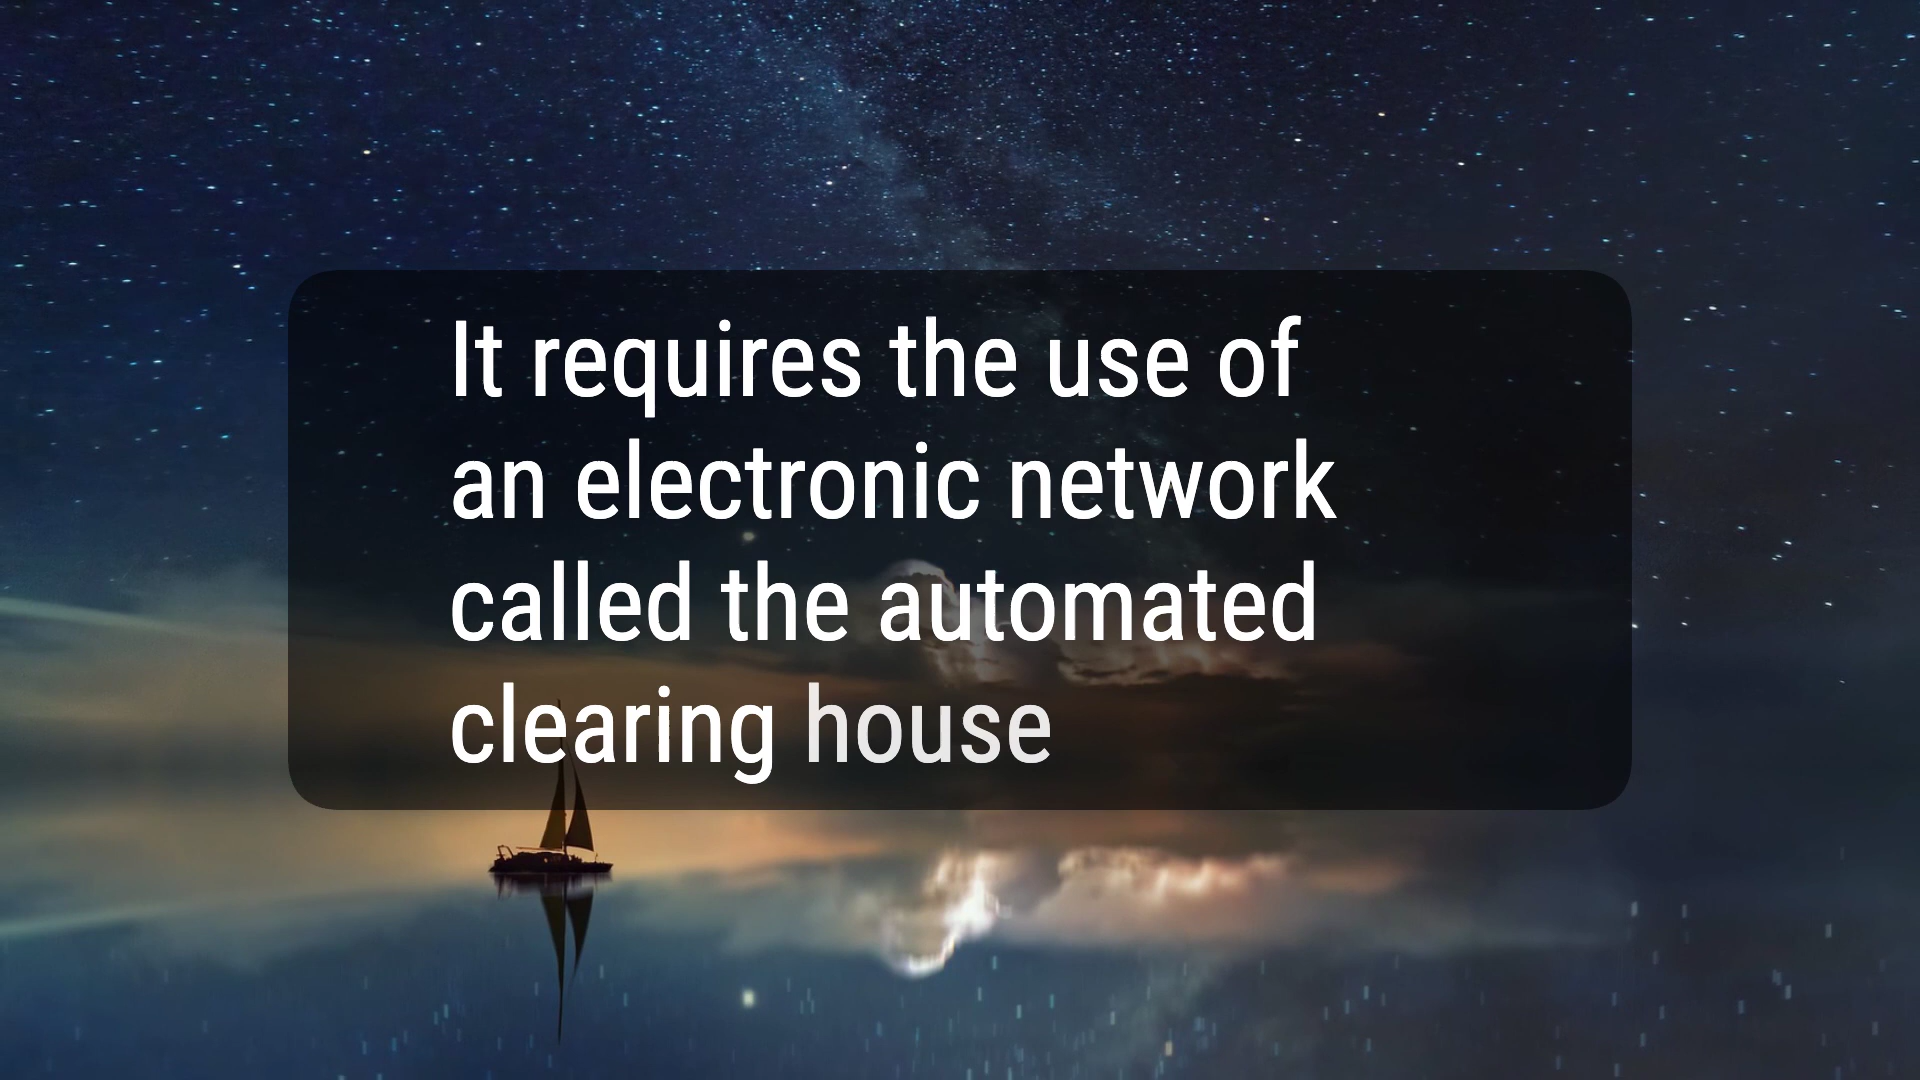 It requires the use of
an electronic network
called the automated
clearing house